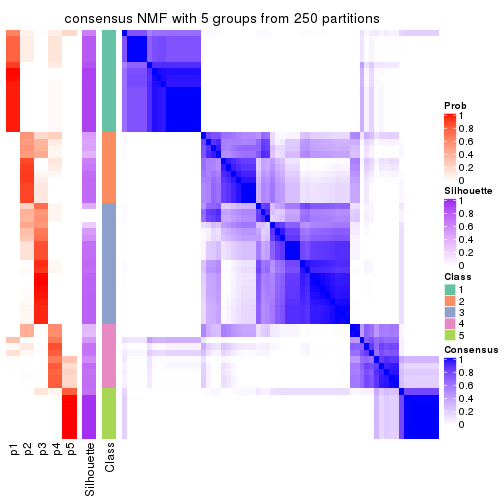 consensus NMF with 5 groups from 250 partitions
Prob
1
0.8
0.6
0.4
0.2
0
Silhouette
1
0.8
0.6
0.4
0.2
0
Class
1
2
3
4
5
Consensus
1
0.8
0.6
0.4
0.2
0
p1
p2
p3
p4
p5
Silhouette
Class